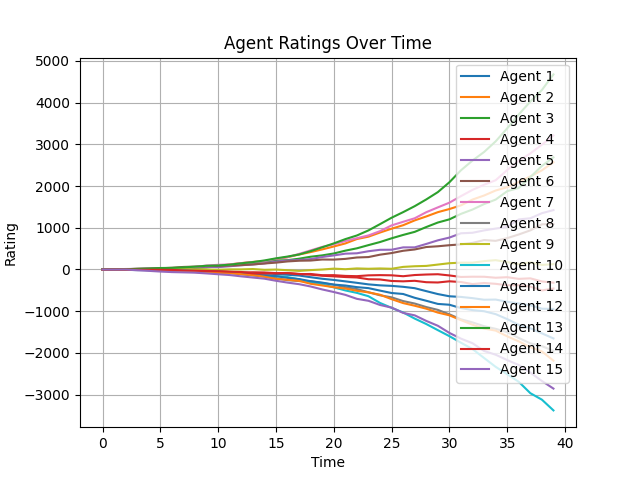 Agent Ratings Over Time
5000
4000
3000
2000
1000
0
−1000
−2000
−3000
Rating
0 5 10 15 20 25 30 35 40
Time
Agent 1
Agent 2
Agent 3
Agent 4
Agent 5
Agent 6
Agent 7
Agent 8
Agent 9
Agent 10
Agent 11
Agent 12
Agent 13
Agent 14
Agent 15